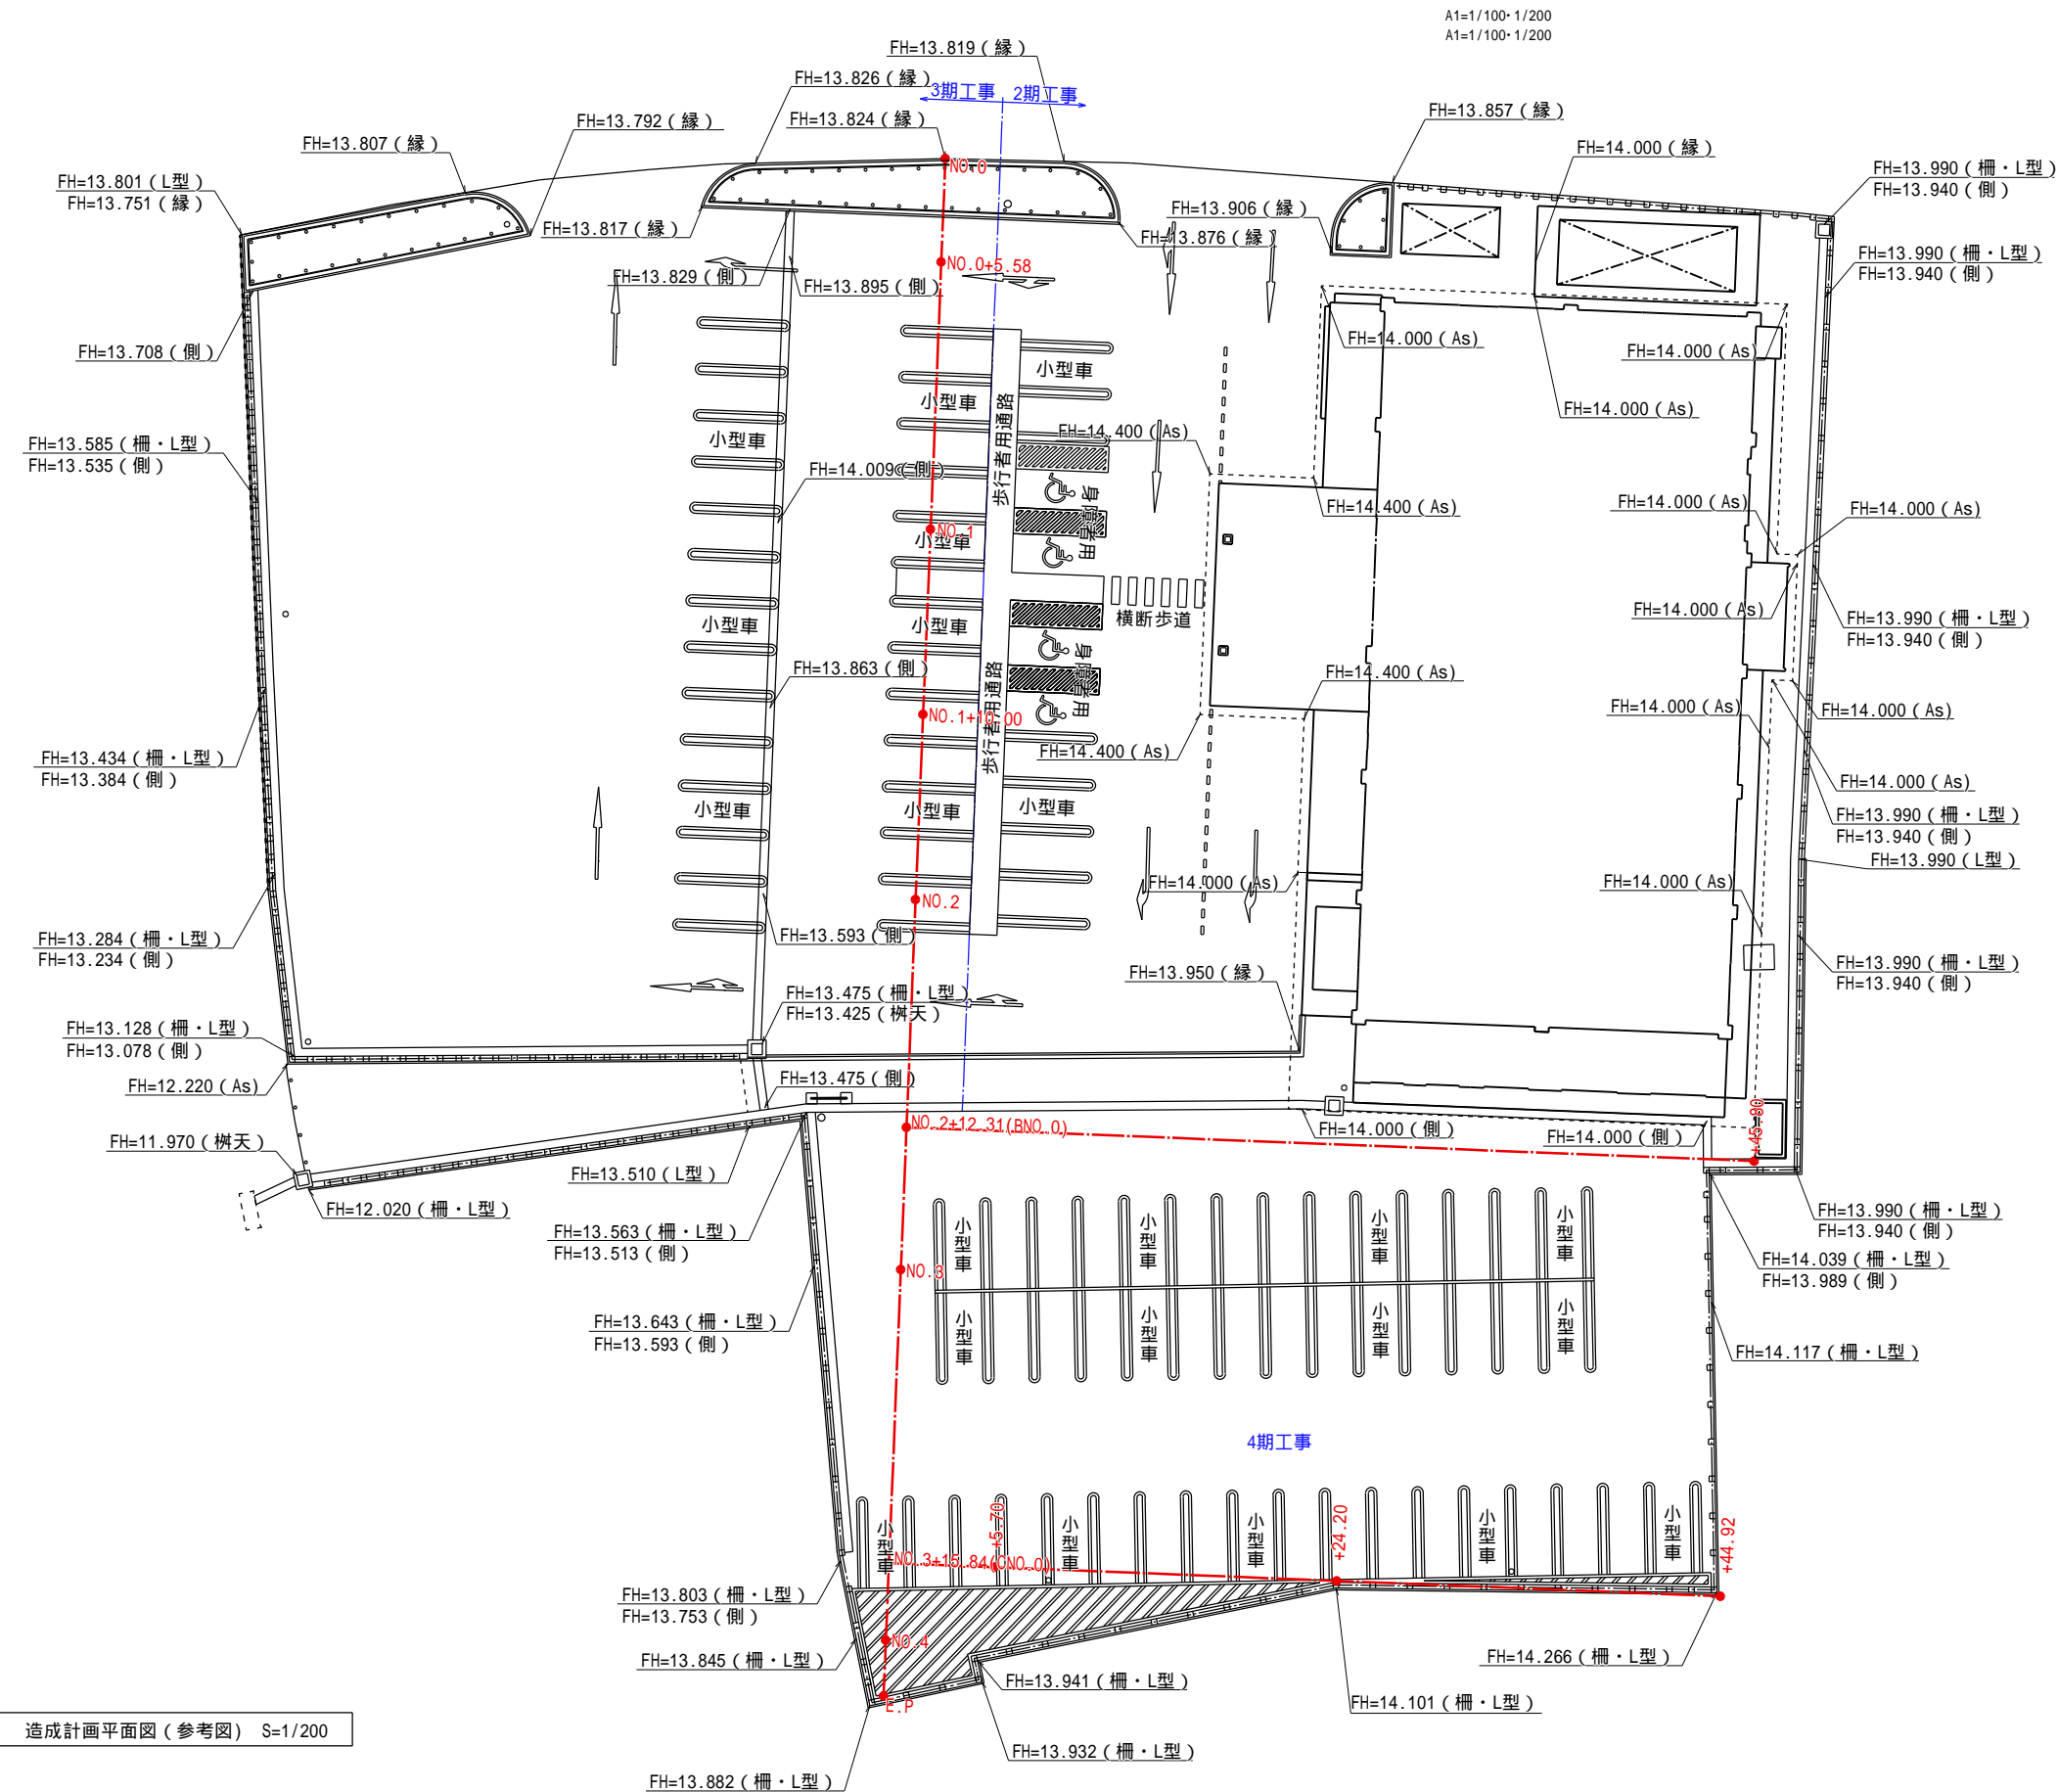 A1=1/100・1/200
A1=1/100・1/200
FH=13.819（縁）
FH=13.826（縁）
3期工事
2期工事
FH=13.824（縁）
FH=13.857（縁）
FH=13.792（縁）
FH=13.807（縁）
FH=14.000（縁）
NO.0
FH=13.990（柵・L型）
FH=13.940（側）
FH=13.801（L型）
FH=13.751（縁）
FH=13.906（縁）
FH=13.817（縁）
FH=13.876（縁）
FH=13.990（柵・L型）
FH=13.940（側）
NO.0+5.58
FH=13.829（側）
FH=13.895（側）
FH=13.708（側）
FH=14.000（As)
FH=14.000（As)
小型車
小型車
FH=14.000（As)
歩行者用通路
FH=14.400（As)
小型車
FH=13.585（柵・L型）
FH=13.535（側）
FH=14.009（側）
身障者用
FH=14.400（As)
FH=14.000（As)
FH=14.000（As)
NO.1
小型車
FH=14.000（As)
横断歩道
FH=13.990（柵・L型）
FH=13.940（側）
小型車
小型車
身障者用
歩行者用通路
FH=13.863（側）
FH=14.400（As)
NO.1+10.00
FH=14.000（As)
FH=14.000（As)
FH=14.400（As)
FH=13.434（柵・L型）
FH=13.384（側）
FH=14.000（As)
小型車
小型車
小型車
FH=13.990（柵・L型）
FH=13.940（側）
FH=13.990（L型）
FH=14.000（As)
FH=14.000（As)
NO.2
FH=13.593（側）
FH=13.284（柵・L型）
FH=13.234（側）
FH=13.950（縁）
FH=13.990（柵・L型）
FH=13.940（側）
FH=13.475（柵・L型）
FH=13.425（桝天）
FH=13.128（柵・L型）
FH=13.078（側）
FH=12.220（As)
FH=13.475（側）
NO.2+12.31(BNO.0)
FH=14.000（側）
FH=14.000（側）
+45.80
FH=11.970（桝天）
FH=13.510（L型）
FH=12.020（柵・L型）
FH=13.990（柵・L型）
FH=13.940（側）
FH=13.563（柵・L型）
FH=13.513（側）
小型車
小型車
小型車
小型車
FH=14.039（柵・L型）
FH=13.989（側）
NO.3
FH=13.643（柵・L型）
FH=13.593（側）
小型車
小型車
小型車
小型車
FH=14.117（柵・L型）
4期工事
小型車
+5.70
小型車
小型車
+24.20
小型車
小型車
+44.92
NO.3+15.84(CNO.0)
FH=13.803（柵・L型）
FH=13.753（側）
NO.4
FH=13.845（柵・L型）
FH=14.266（柵・L型）
FH=13.941（柵・L型）
FH=14.101（柵・L型）
E.P
造成計画平面図（参考図） S=1/200
FH=13.932（柵・L型）
FH=13.882（柵・L型）